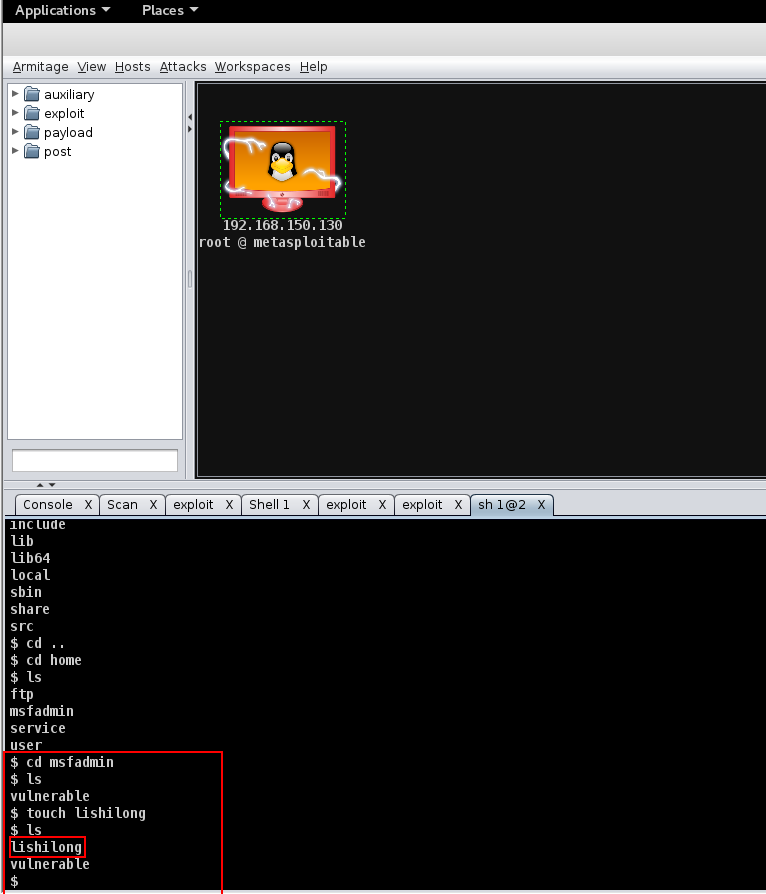 Applications Places
Armitage View Hosts Attacks Workspaces Help
auxiliary
exploit
payload
post
192.168.150.130
root @ metasploitable
Console X Scan X exploit X Shell 1 X exploit X exploit X sh 1@2 X
include
lib
lib64
local
sbin
share
src
$ cd ..
$ cd home
$ ls
ftp
msfadmin
service
user
$ cd msfadmin
$ ls
vulnerable
$ touch lishilong
$ ls
lishilong
vulnerable
$